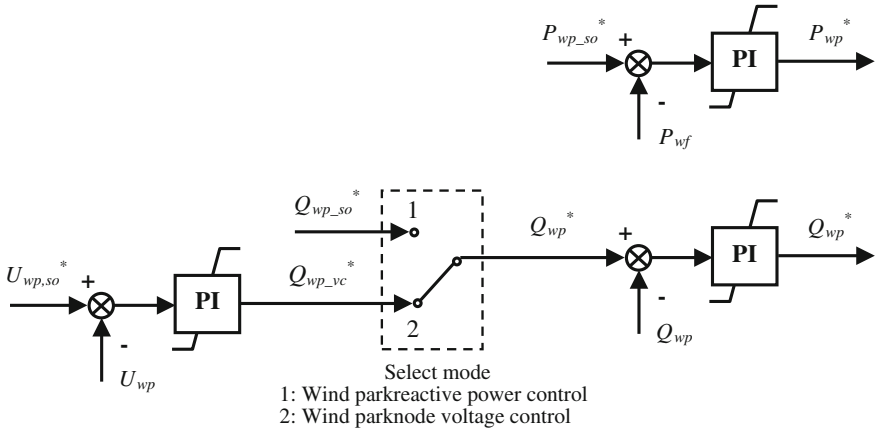 P_wp_so* + PI P_wp*
-
P_wf
Q_wp_so* 1 Q_wp* + PI Q_wp*
U_wp,so* + PI Q_wp_vc* -
- 2 Q_wp
U_wp
Select mode
1: Wind parkreactive power control
2: Wind parknode voltage control